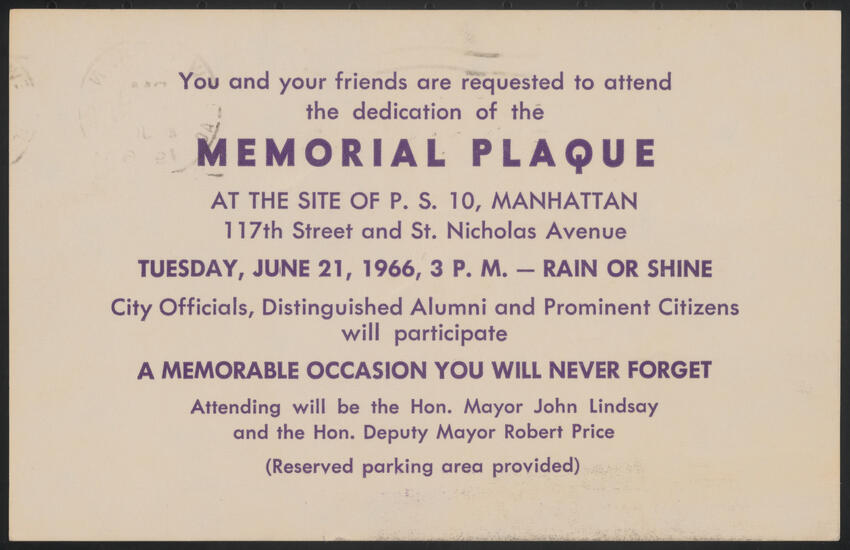 You and your friends are requested to attend
the dedication of the
MEMORIAL PLAQUE
AT THE SITE OF P. S. 10, MANHATTAN
117th Street and St. Nicholas Avenue
TUESDAY, JUNE 21, 1966, 3 P. M. — RAIN OR SHINE
City Officials, Distinguished Alumni and Prominent Citizens
will participate
A MEMORABLE OCCASION YOU WILL NEVER FORGET
Attending will be the Hon. Mayor John Lindsay
and the Hon. Deputy Mayor Robert Price
(Reserved parking area provided)